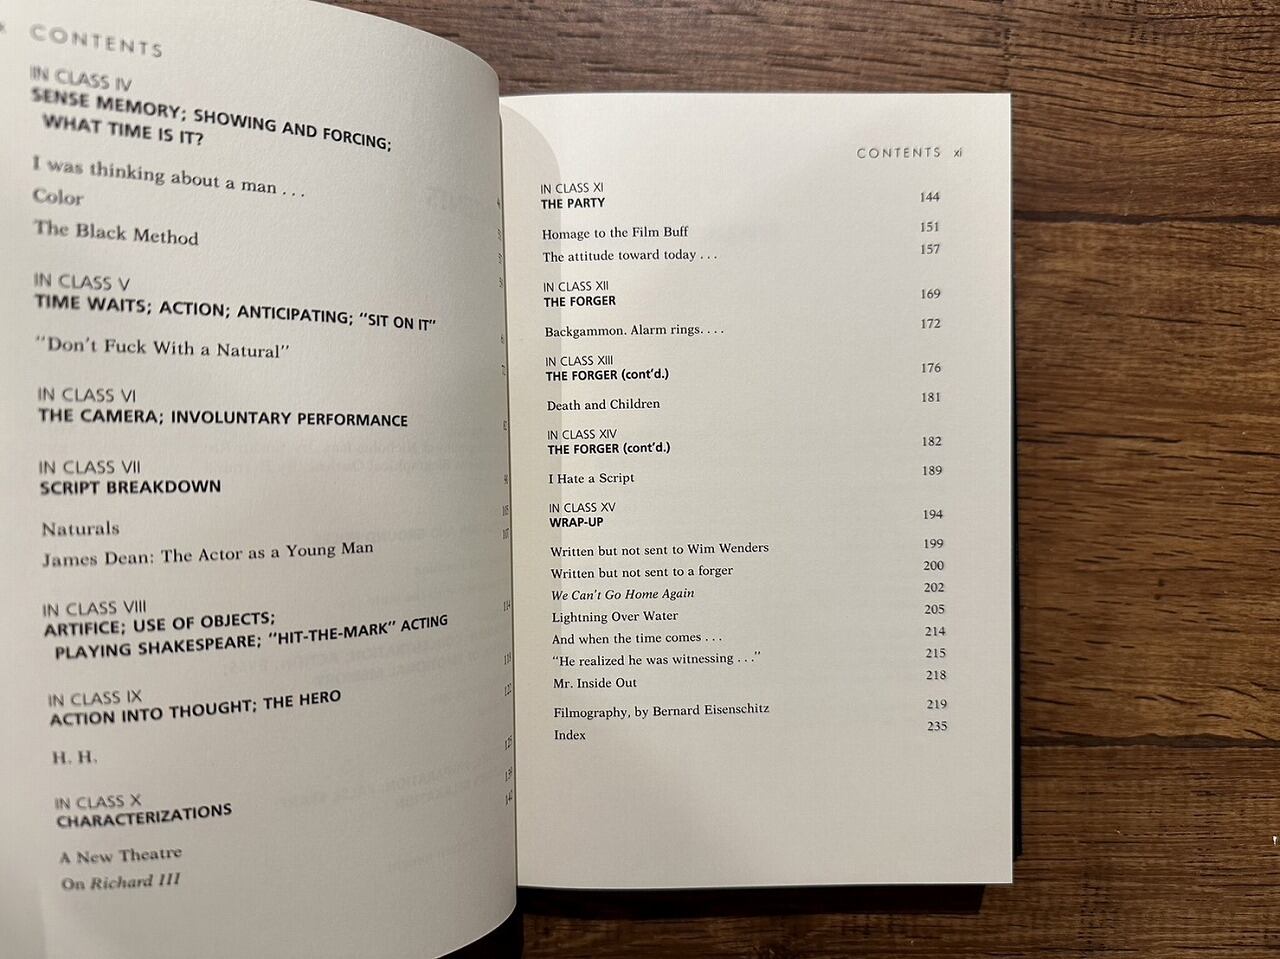 CONTENTS
IN CLASS IV
SENSE MEMORY; SHOWING AND FORCING;
WHAT TIME IS IT?
I was thinking about a man . . .
Color
The Black Method
IN CLASS V
TIME WAITS; ACTION; ANTICIPATING; “SIT ON IT”
“Don’t Fuck With a Natural”
IN CLASS VI
THE CAMERA; INVOLUNTARY PERFORMANCE
IN CLASS VII
SCRIPT BREAKDOWN
Naturals
James Dean: The Actor as a Young Man
IN CLASS VIII
ARTIFICE; USE OF OBJECTS;
PLAYING SHAKESPEARE; “HIT-THE-MARK” ACTING
IN CLASS IX
ACTION INTO THOUGHT; THE HERO
H. H.
IN CLASS X
CHARACTERIZATIONS
A New Theatre
On Richard III
CONTENTS xi
IN CLASS XI
THE PARTY 144
Homage to the Film Buff 151
The attitude toward today . . . 157
IN CLASS XII
THE FORGER 169
Backgammon. Alarm rings. . . . 172
IN CLASS XIII
THE FORGER (cont’d.) 176
Death and Children 181
IN CLASS XIV
THE FORGER (cont’d.) 182
I Hate a Script 189
IN CLASS XV
WRAP-UP 194
Written but not sent to Wim Wenders 199
Written but not sent to a forger 200
We Can’t Go Home Again 202
Lightning Over Water 205
And when the time comes . . . 214
“He realized he was witnessing . . .” 215
Mr. Inside Out 218
Filmography, by Bernard Eisenschitz 219
Index 235